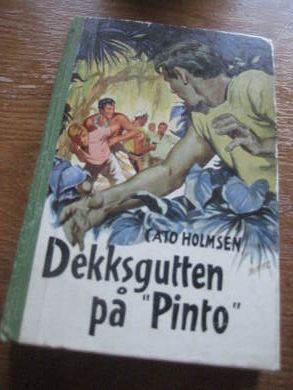 CATO HOLMSEN
Dekksgutten
på "Pinto"